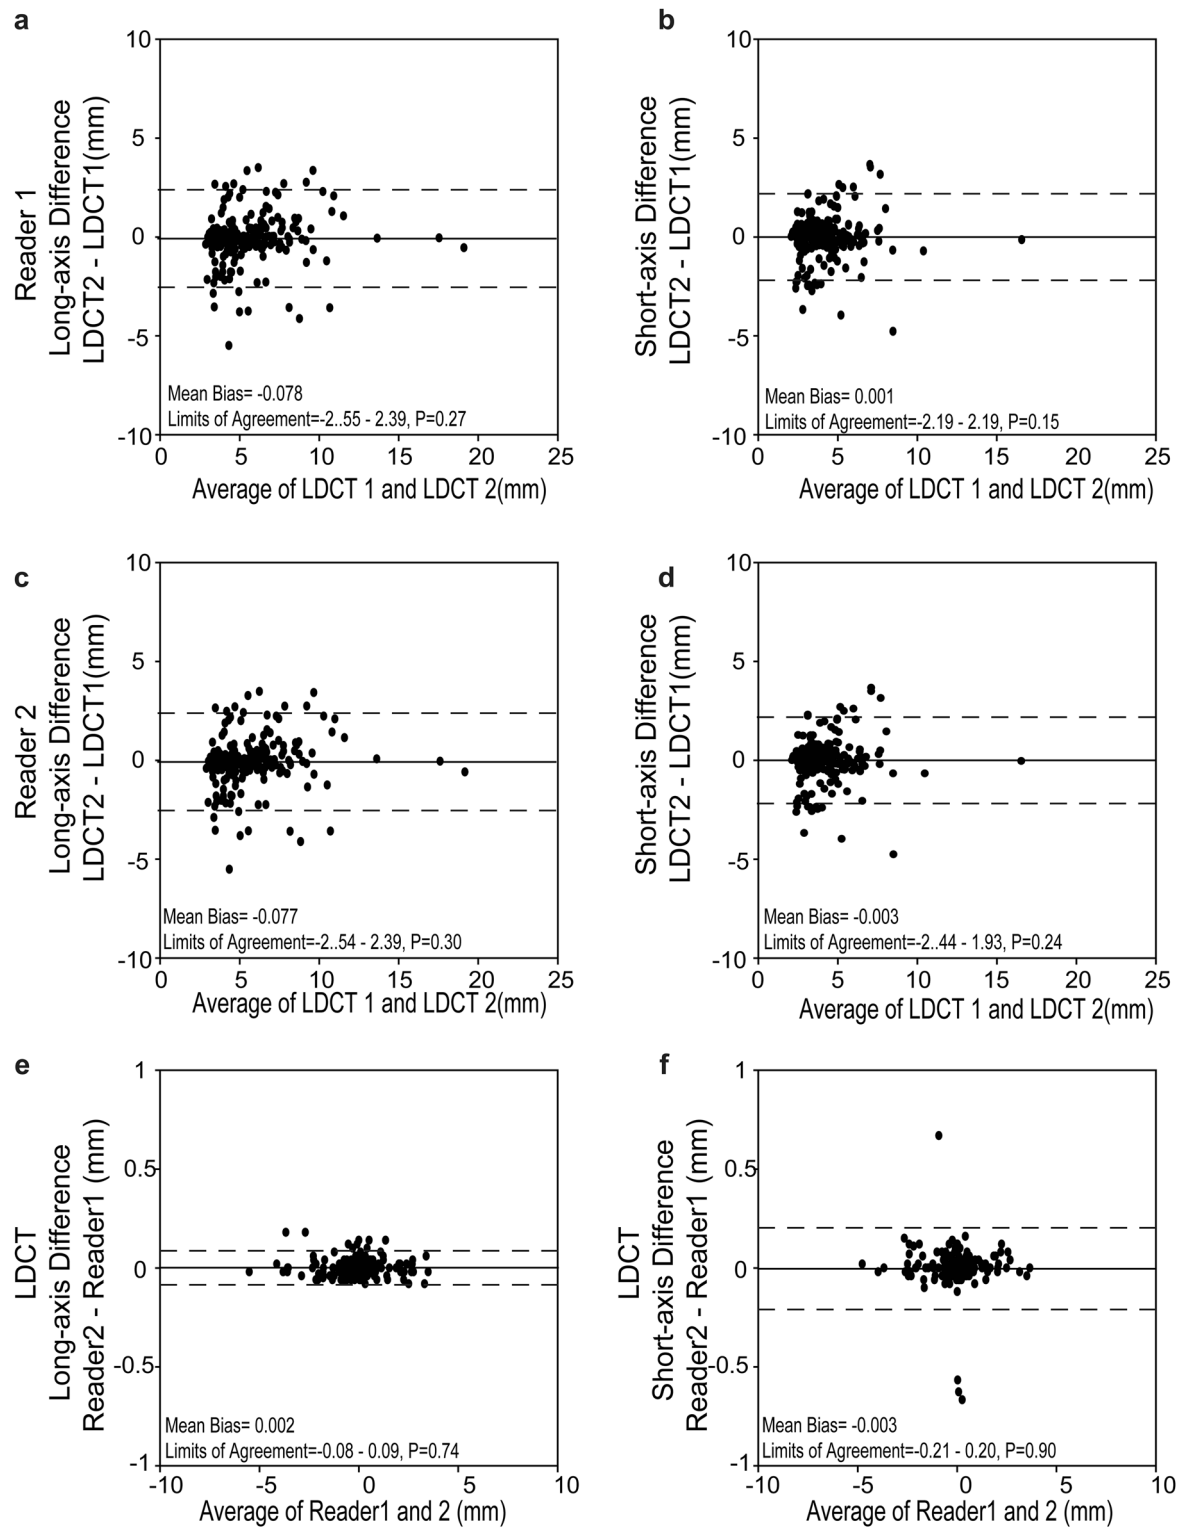 a
Reader 1
Long-axis Difference
LDCT2 - LDCT1(mm)
10
5
0
-5
-10
Mean Bias= -0.078
Limits of Agreement=-2..55 - 2.39, P=0.27
0 5 10 15 20 25
Average of LDCT 1 and LDCT 2(mm)
b
Short-axis Difference
LDCT2 - LDCT1(mm)
10
5
0
-5
-10
Mean Bias= 0.001
Limits of Agreement=-2.19 - 2.19, P=0.15
0 5 10 15 20 25
Average of LDCT 1 and LDCT 2(mm)
c
Reader 2
Long-axis Difference
LDCT2 - LDCT1(mm)
10
5
0
-5
-10
Mean Bias= -0.077
Limits of Agreement=-2..54 - 2.39, P=0.30
0 5 10 15 20 25
Average of LDCT 1 and LDCT 2(mm)
d
Short-axis Difference
LDCT2 - LDCT1(mm)
10
5
0
-5
-10
Mean Bias= -0.003
Limits of Agreement=-2..44 - 1.93, P=0.24
0 5 10 15 20 25
Average of LDCT 1 and LDCT 2(mm)
e
LDCT
Long-axis Difference
Reader2 - Reader1 (mm)
1
0.5
0
-0.5
-1
Mean Bias= 0.002
Limits of Agreement=-0.08 - 0.09, P=0.74
-10 -5 0 5 10
Average of Reader1 and 2 (mm)
f
LDCT
Short-axis Difference
Reader2 - Reader1 (mm)
1
0.5
0
-0.5
-1
Mean Bias= -0.003
Limits of Agreement=-0.21 - 0.20, P=0.90
-10 -5 0 5 10
Average of Reader1 and 2 (mm)